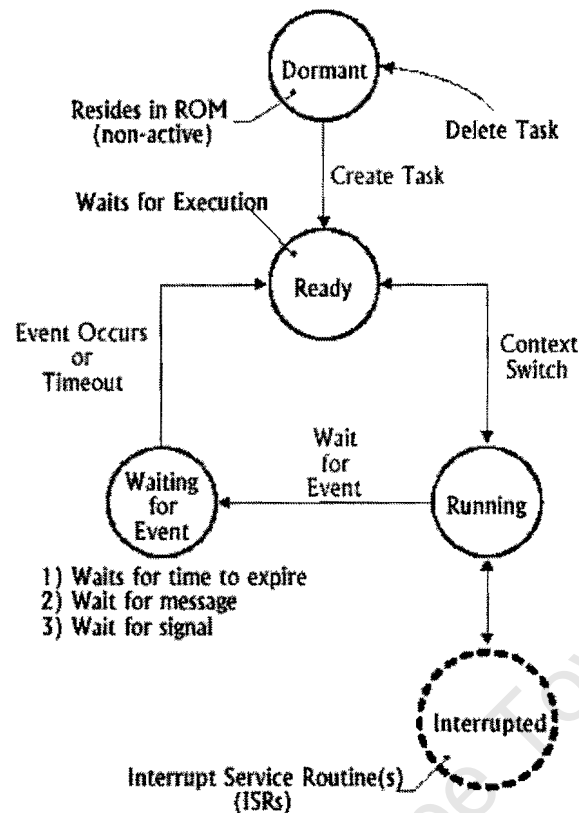 Dormant
Resides in ROM
(non-active)
Delete Task
Create Task
Waits for Execution
Ready
Event Occurs
or
Timeout
Context
Switch
Wait
for
Event
Waiting
for
Event
Running
1) Waits for time to expire
2) Wait for message
3) Wait for signal
Interrupted
Interrupt Service Routine(s)
(ISRs)